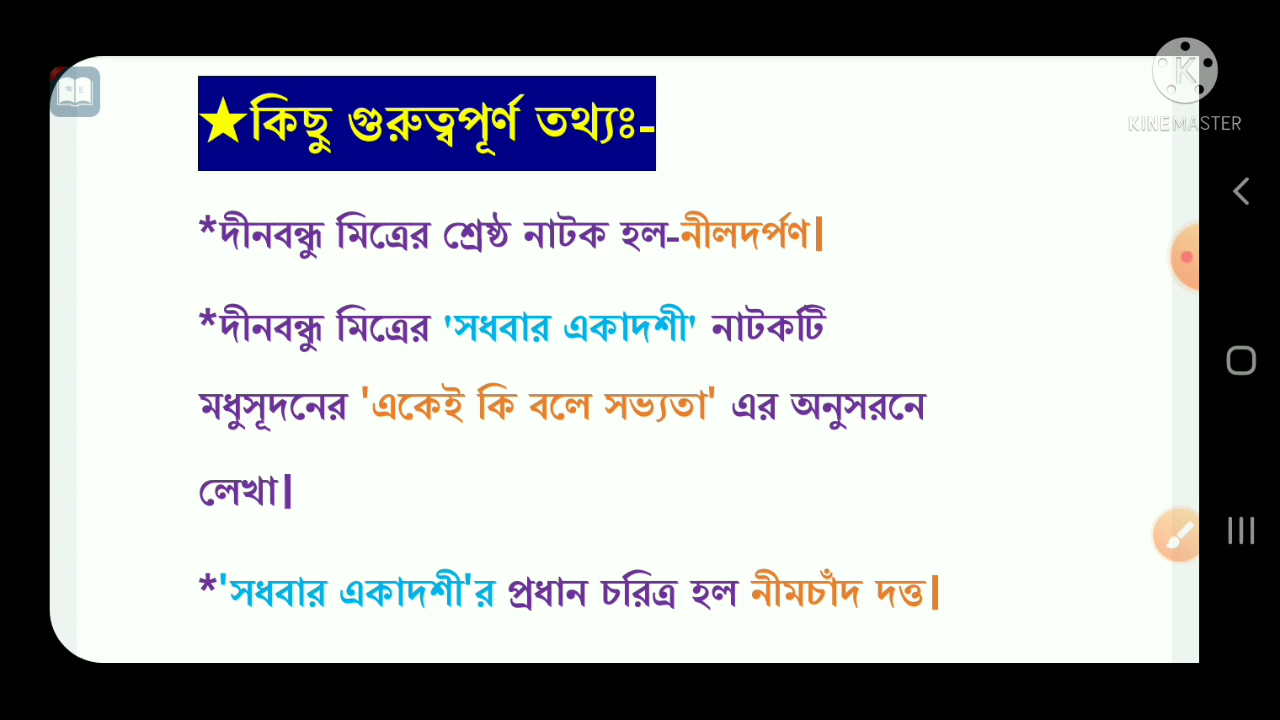 ★কিছু গুরুত্বপূর্ণ তথ্যঃ-
KINEMASTER
*দীনবন্ধু মিত্রের শ্রেষ্ঠ নাটক হল-নীলদর্পণ|
*দীনবন্ধু মিত্রের 'সধবার একাদশী' নাটকটি
মধুসূদনের 'একেই কি বলে সভ্যতা' এর অনুসরনে
লেখা|
*'সধবার একাদশী'র প্রধান চরিত্র হল নীমচাঁদ দত্ত|